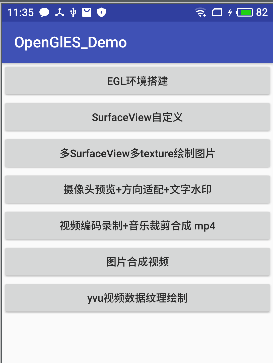 11:35 82
OpenGlES_Demo
EGL环境搭建
SurfaceView自定义
多SurfaceView多texture绘制图片
摄像头预览+方向适配+文字水印
视频编码录制+音乐裁剪合成 mp4
图片合成视频
yvu视频数据纹理绘制